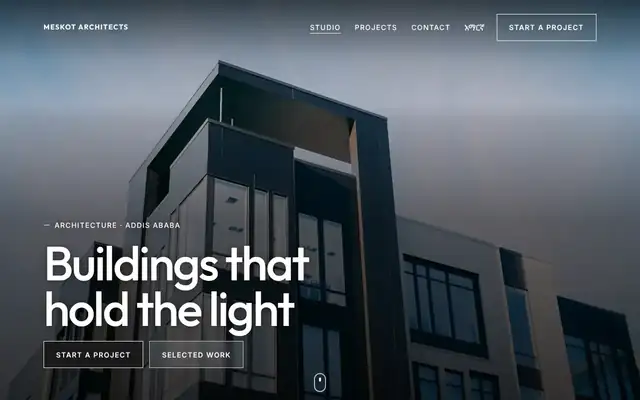 MESKOT ARCHITECTS
STUDIO PROJECTS CONTACT አማርኛ START A PROJECT
— ARCHITECTURE · ADDIS ABABA
Buildings that
hold the light
START A PROJECT SELECTED WORK